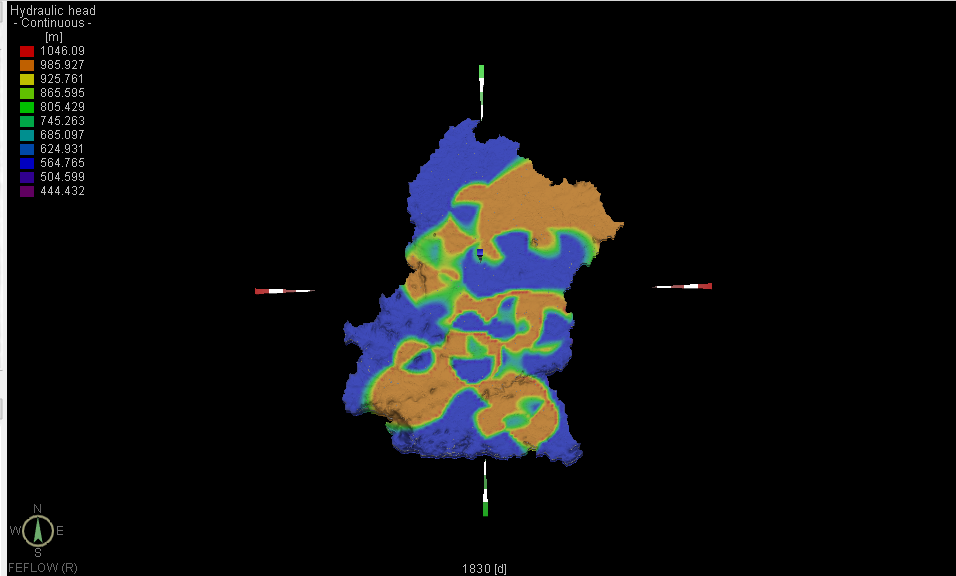 Hydraulic head
- Continuous -
[m]
1046.09
985.927
925.761
865.595
805.429
745.263
685.097
624.931
564.765
504.599
444.432
N
W E
S
FEFLOW (R)
1830 [d]